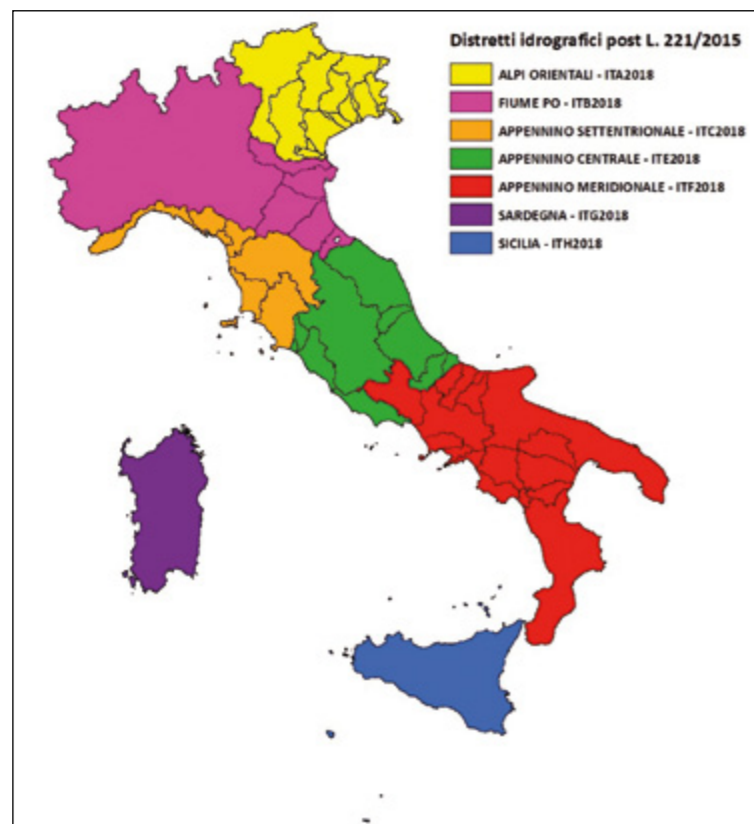 Distretti idrografici post L. 221/2015
ALPI ORIENTALI - ITA2018
FIUME PO - ITB2018
APPENNINO SETTENTRIONALE - ITC2018
APPENNINO CENTRALE - ITE2018
APPENNINO MERIDIONALE - ITF2018
SARDEGNA - ITG2018
SICILIA - ITH2018